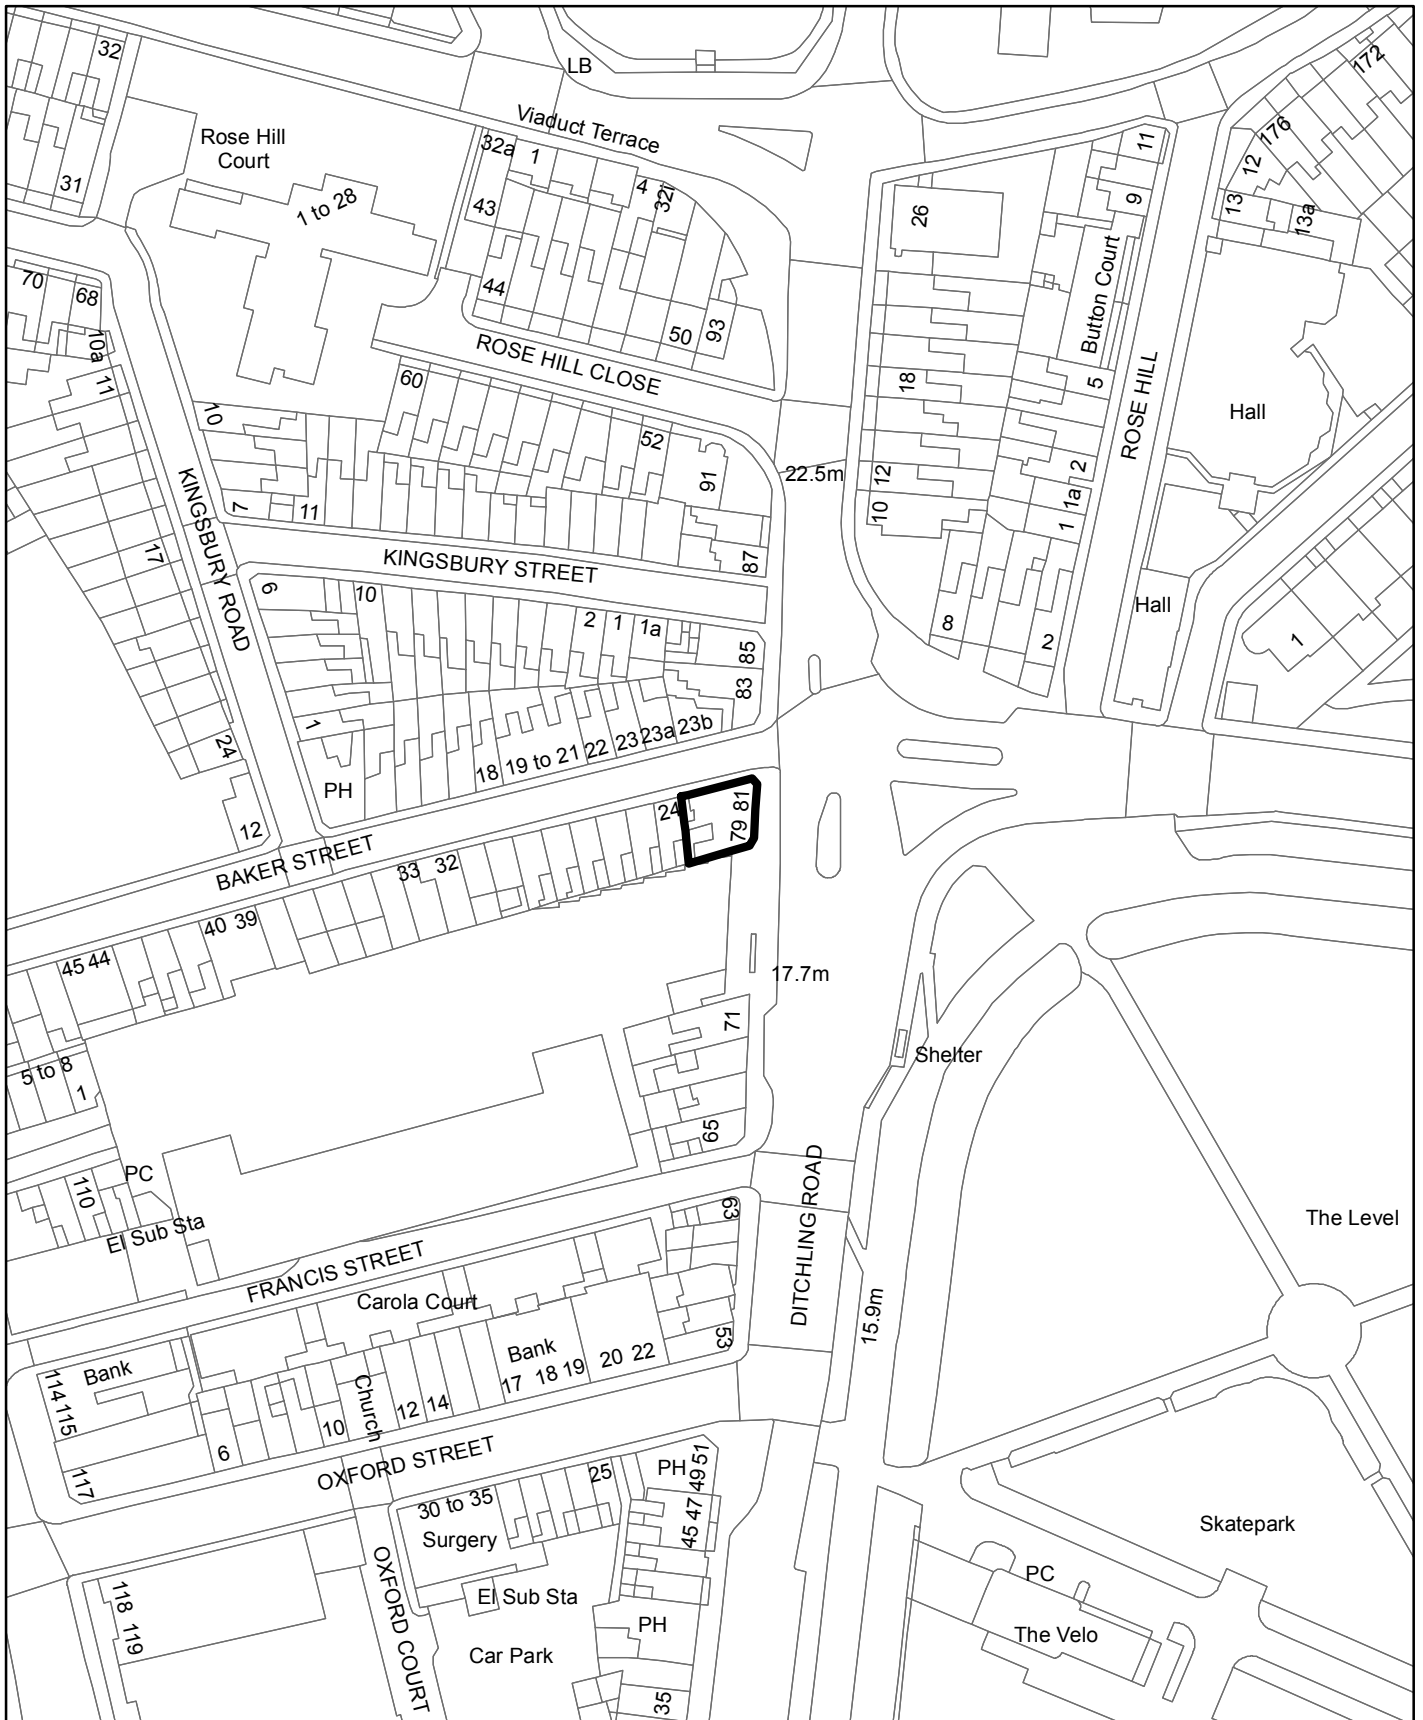 32
LB
172
Viaduct Terrace
Rose Hill
Court
32a
1
11
176
12
31
1 to 28
43
4
32i
26
9
13
13a
70
68
44
Button Court
10a
11
50
93
ROSE HILL CLOSE
60
18
5
ROSE HILL
Hall
10
52
91
22.5m
12
2
1a
KINGSBURY ROAD
7
11
10
1
17
KINGSBURY STREET
87
6
10
2
1
1a
85
8
2
Hall
1
83
1
24
18
19 to 21
22
23
23a
23b
PH
12
BAKER STREET
24
79 81
33
32
40
39
45
44
17.7m
71
5 to 8
1
Shelter
65
PC
110
El Sub Sta
DITCHLING ROAD
63
The Level
FRANCIS STREET
Carola Court
15.9m
Bank
Bank
53
114
115
17
18
19
20
22
Church
12
14
10
6
117
OXFORD STREET
25
PH
49 51
30 to 35
45 47
Surgery
Skatepark
118
119
OXFORD COURT
El Sub Sta
PC
PH
The Velo
Car Park
35